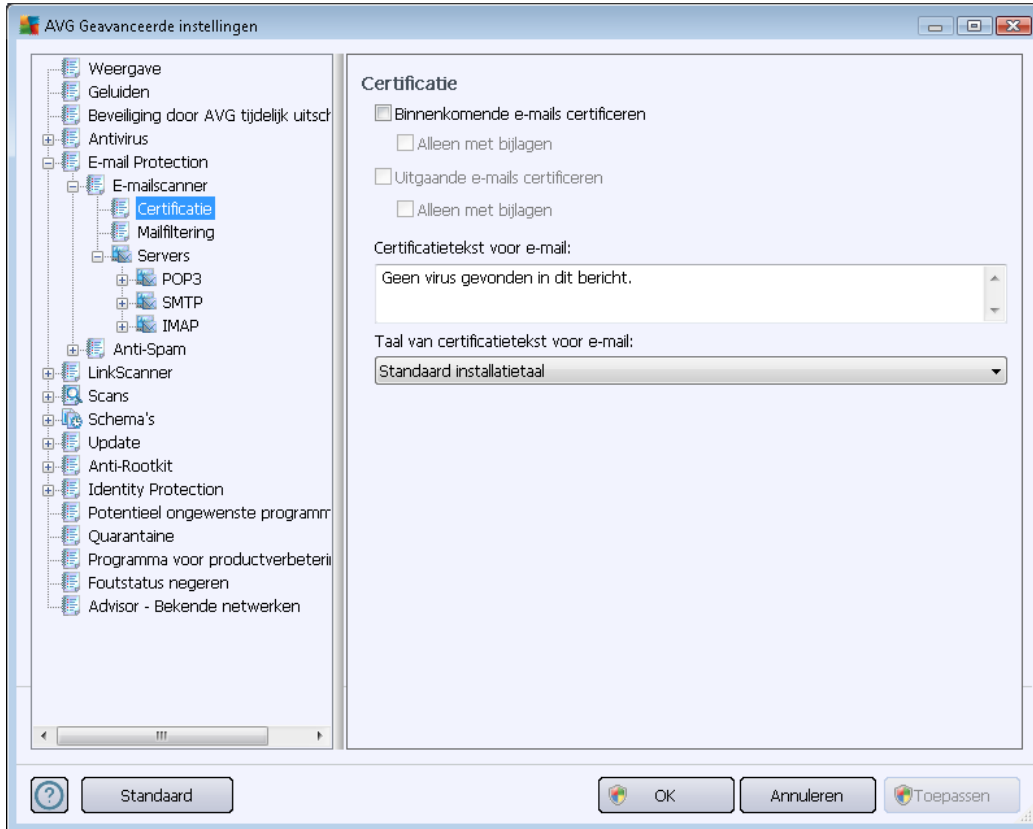 AVG Geavanceerde instellingen
Weergave
Geluiden
Beveiliging door AVG tijdelijk uitsch
Antivirus
E-mail Protection
E-mailscanner
Certificatie
Mailfiltering
Servers
POP3
SMTP
IMAP
Anti-Spam
LinkScanner
Scans
Schema's
Update
Anti-Rootkit
Identity Protection
Potentieel ongewenste programm
Quarantaine
Programma voor productverbeterin
Foutstatus negeren
Advisor - Bekende netwerken
Certificatie
Binnenkomende e-mails certificeren
Alleen met bijlagen
Uitgaande e-mails certificeren
Alleen met bijlagen
Certificatietekst voor e-mail:
Geen virus gevonden in dit bericht.
Taal van certificatietekst voor e-mail:
Standaard installatietaal
Standaard
OK
Annuleren
Toepassen